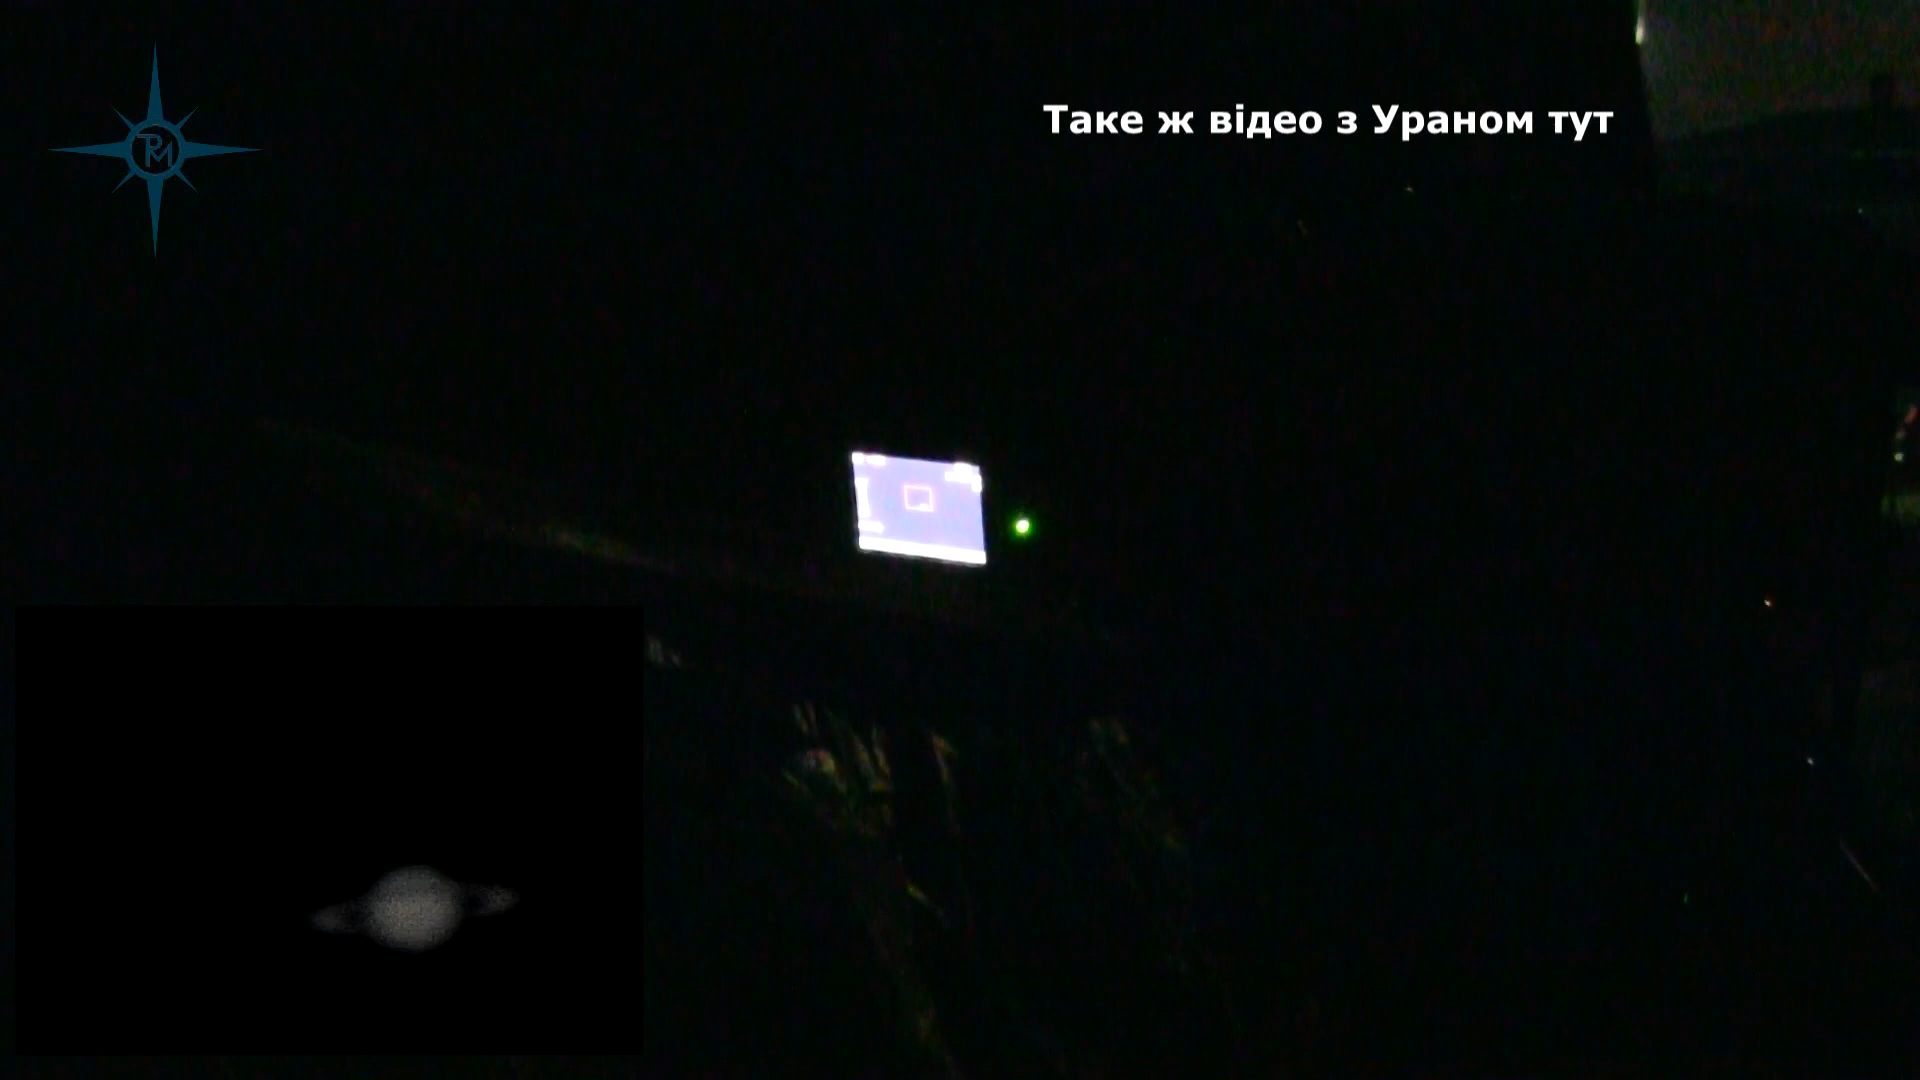 Таке ж відео з Ураном тут